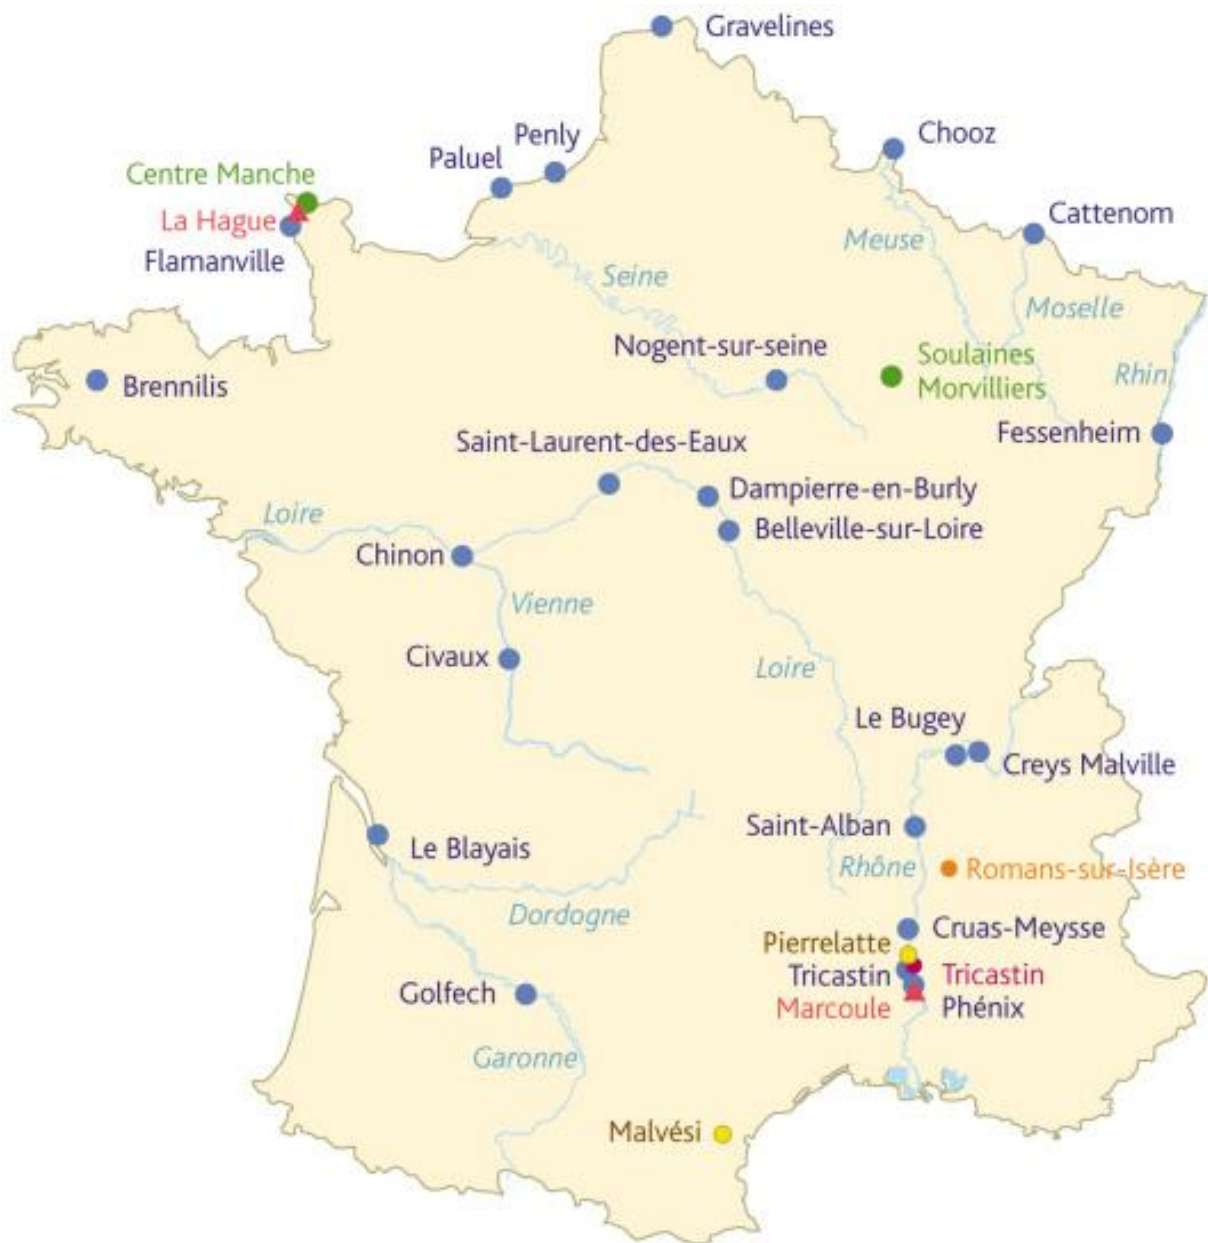 Gravelines
Penly
Chooz
Paluel
Centre Manche
La Hague
Cattenom
Flamanville
Meuse
Seine
Moselle
Nogent-sur-seine
Soulaines
Morvilliers
Rhin
Brennilis
Fessenheim
Saint-Laurent-des-Eaux
Dampierre-en-Burly
Loire
Belleville-sur-Loire
Chinon
Vienne
Civaux
Loire
Le Bugey
Creys Malville
Saint-Alban
Le Blayais
Rhône
Romans-sur-Isère
Dordogne
Cruas-Meysse
Pierrelatte
Tricastin
Tricastin
Golfech
Marcoule
Phénix
Garonne
Malvési